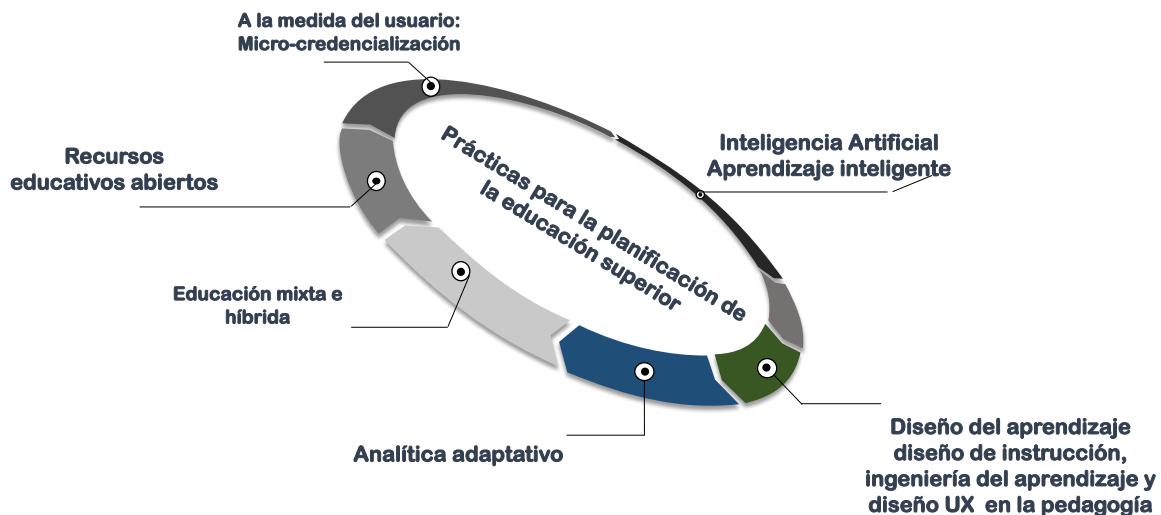 A la medida del usuario:
Micro-credencialización
Inteligencia Artificial
Aprendizaje inteligente
Recursos
educativos abiertos
Prácticas para la planificación de
la educación superior
Educación mixta e
híbrida
Analítica adaptativo
Diseño del aprendizaje
diseño de instrucción,
ingeniería del aprendizaje y
diseño UX en la pedagogía